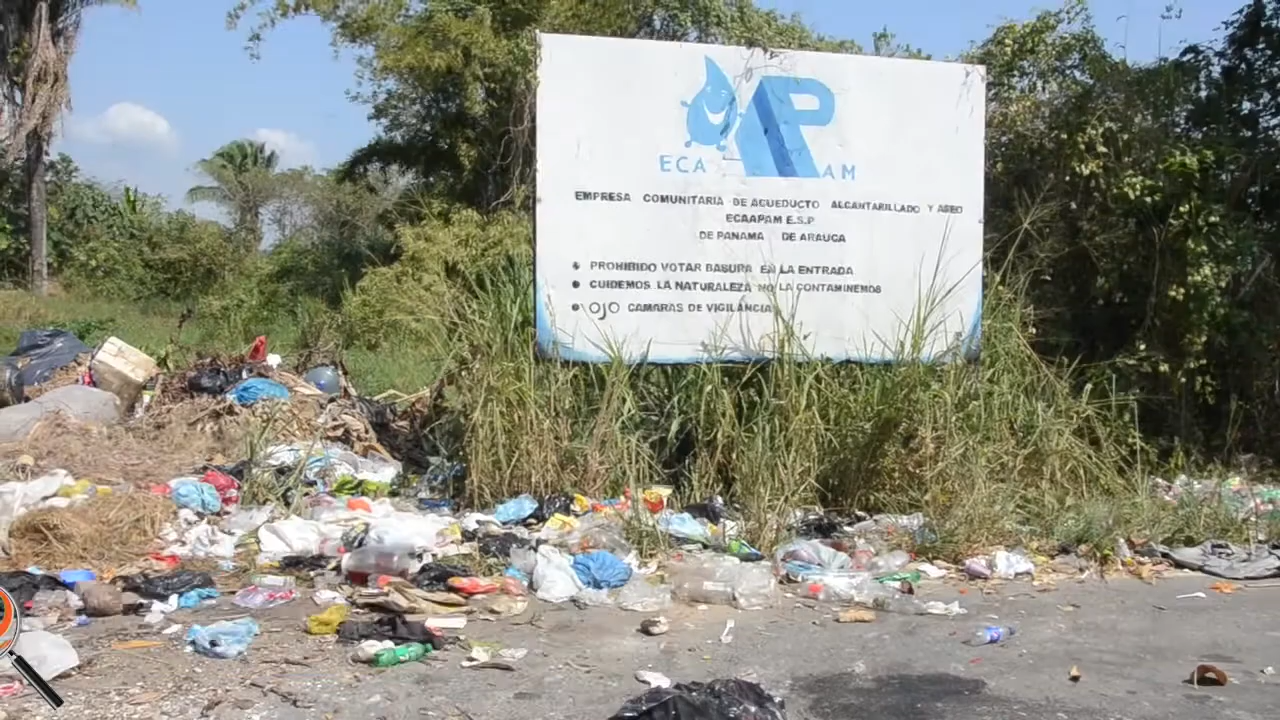 ECA AP AM
EMPRESA COMUNITARIA DE ACUEDUCTO ALCANTARILLADO Y ASEO
ECAAPAM E.S.P
DE PANAMA DE ARAUCA
PROHIBIDO VOTAR BASURA EN LA ENTRADA
CUIDEMOS LA NATURALEZA NO LA CONTAMINEMOS
OJO CAMARAS DE VIGILANCIA